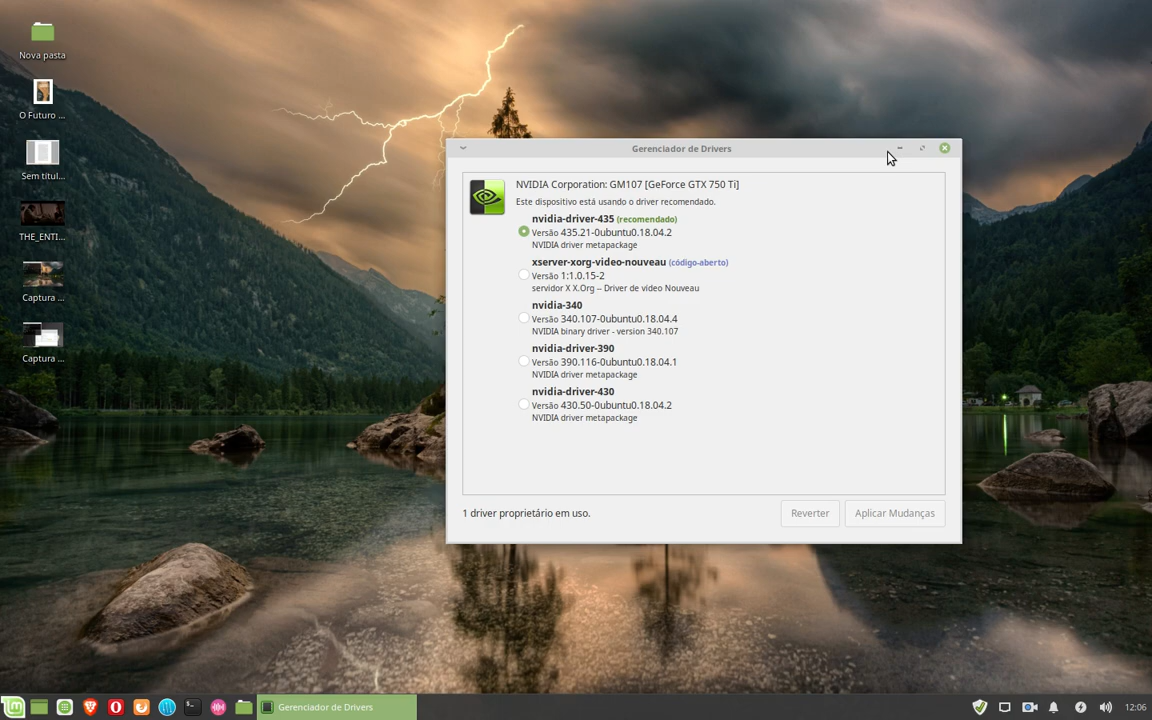 Nova pasta
O Futuro ...
Sem titul...
THE_ENTI...
Captura ...
Captura ...
Gerenciador de Drivers
NVIDIA Corporation: GM107 [GeForce GTX 750 Ti]
Este dispositivo está usando o driver recomendado.
nvidia-driver-435 (recomendado)
Versão 435.21-0ubuntu0.18.04.2
NVIDIA driver metapackage
xserver-xorg-video-nouveau (código-aberto)
Versão 1:1.0.15-2
servidor X X.Org -- Driver de vídeo Nouveau
nvidia-340
Versão 340.107-0ubuntu0.18.04.4
NVIDIA binary driver - version 340.107
nvidia-driver-390
Versão 390.116-0ubuntu0.18.04.1
NVIDIA driver metapackage
nvidia-driver-430
Versão 430.50-0ubuntu0.18.04.2
NVIDIA driver metapackage
1 driver proprietário em uso.
Reverter
Aplicar Mudanças
Gerenciador de Drivers
12:06